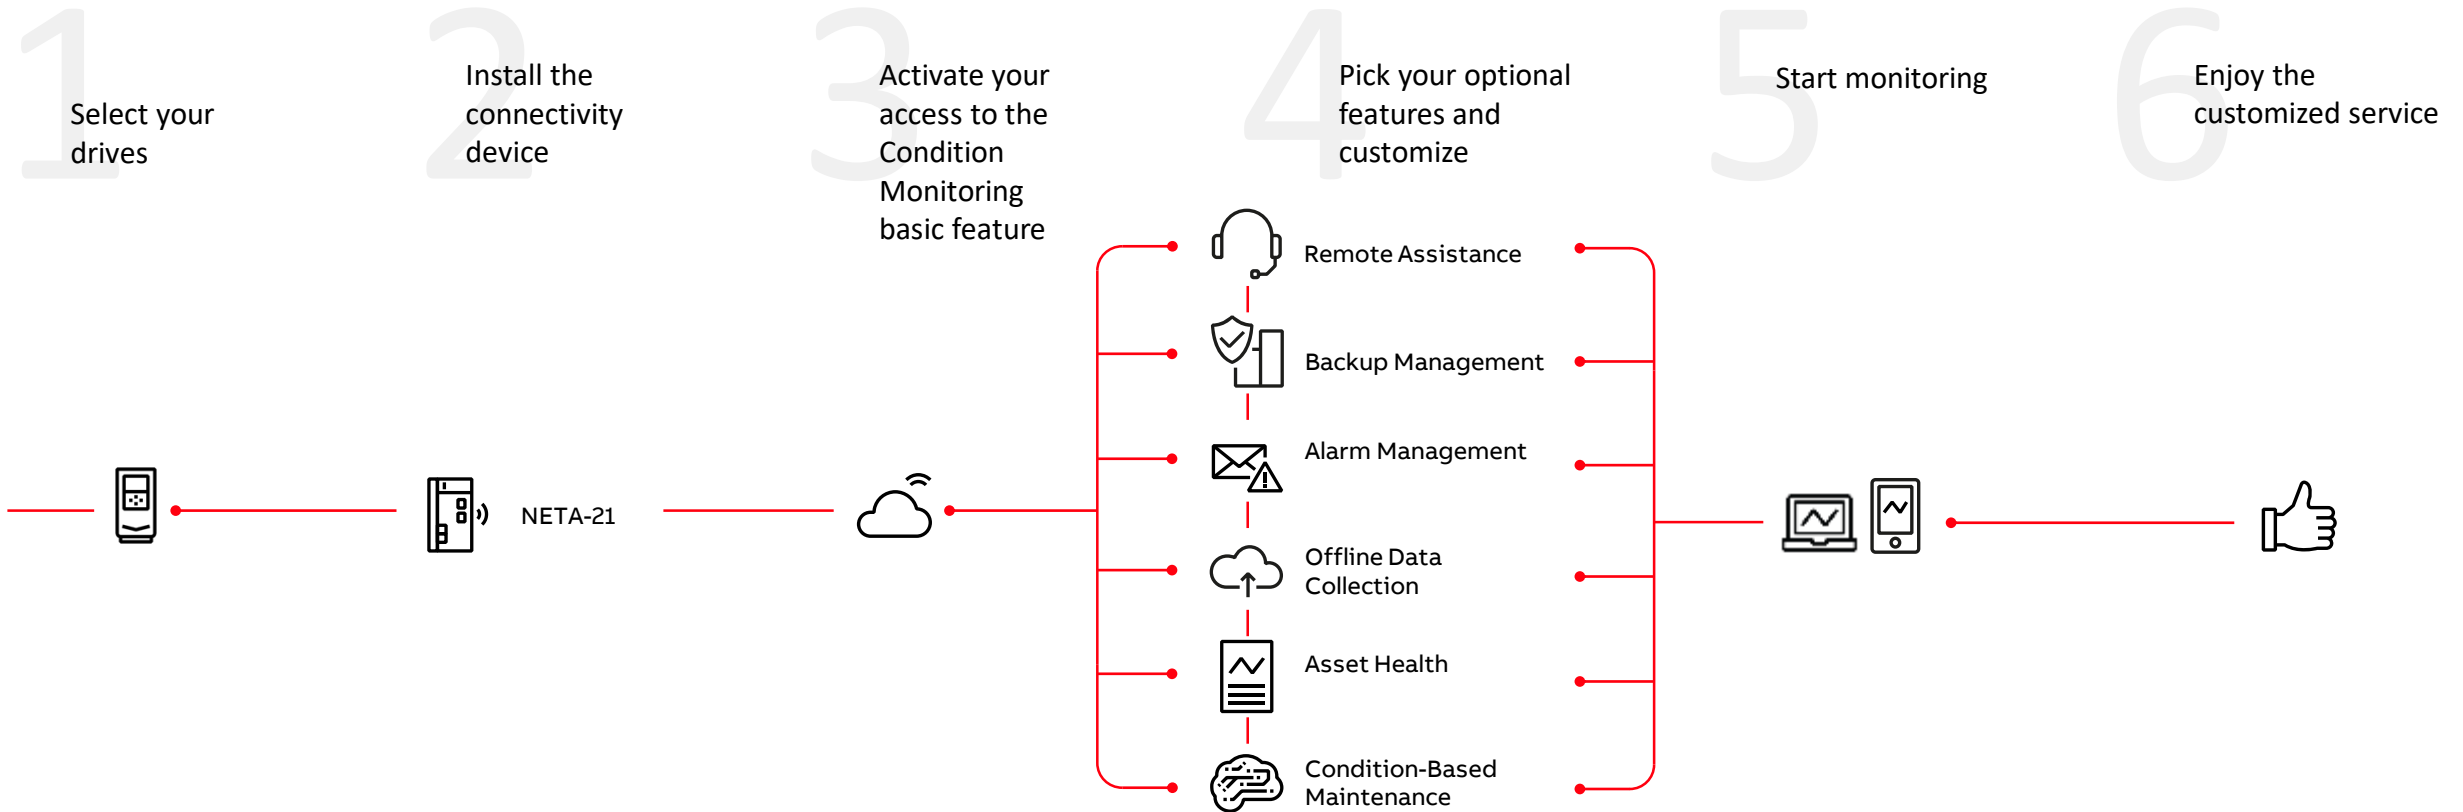 1
Select your
drives
2
Install the
connectivity
device
3
Activate your
access to the
Condition
Monitoring
basic feature
4
Pick your optional
features and
customize
5
Start monitoring
6
Enjoy the
customized service
NETA-21
Remote Assistance
Backup Management
Alarm Management
Offline Data
Collection
Asset Health
Condition-Based
Maintenance